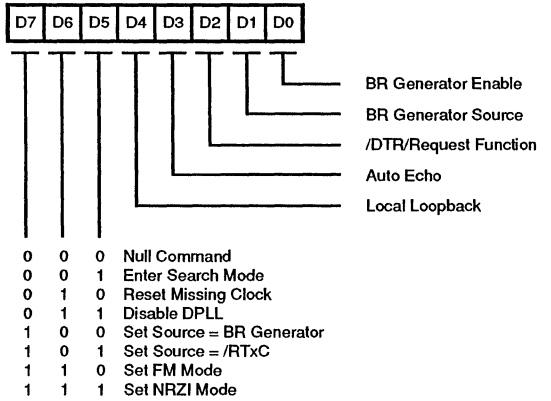 D7 D6 D5 D4 D3 D2 D1 D0
BR Generator Enable
BR Generator Source
/DTR/Request Function
Auto Echo
Local Loopback
0 0 0 Null Command
0 0 1 Enter Search Mode
0 1 0 Reset Missing Clock
0 1 1 Disable DPLL
1 0 0 Set Source = BR Generator
1 0 1 Set Source = /RTxC
1 1 0 Set FM Mode
1 1 1 Set NRZI Mode